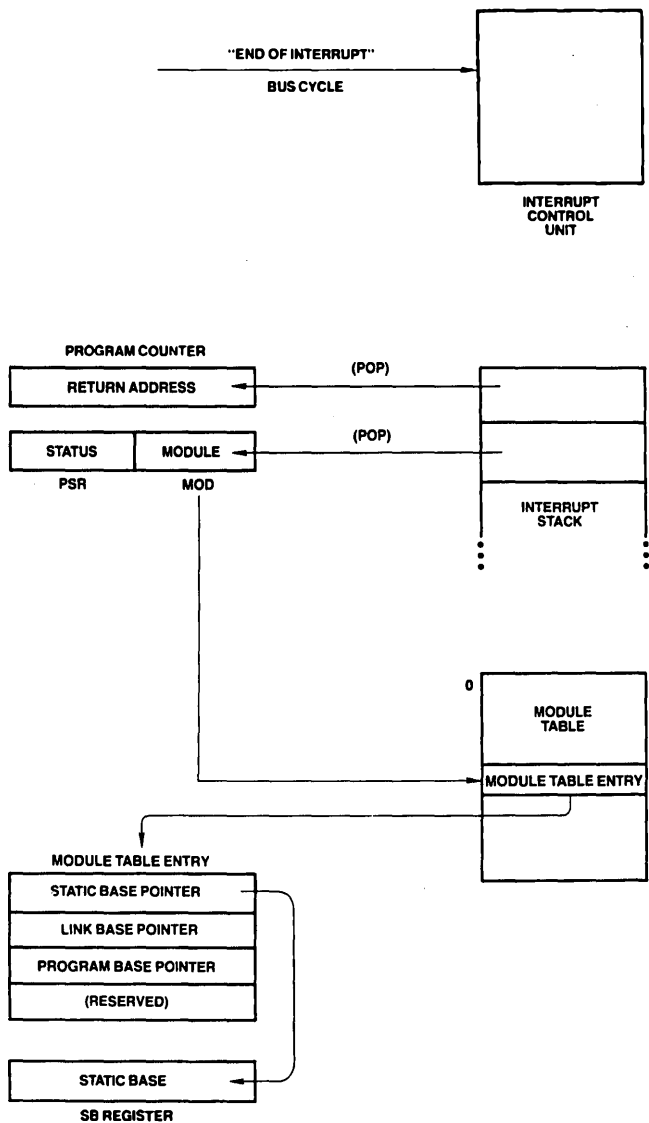 "END OF INTERRUPT"
BUS CYCLE
INTERRUPT
CONTROL
UNIT
PROGRAM COUNTER
RETURN ADDRESS
(POP)
STATUS
MODULE
(POP)
PSR
MOD
INTERRUPT
STACK
0
MODULE
TABLE
MODULE TABLE ENTRY
MODULE TABLE ENTRY
STATIC BASE POINTER
LINK BASE POINTER
PROGRAM BASE POINTER
(RESERVED)
STATIC BASE
SB REGISTER